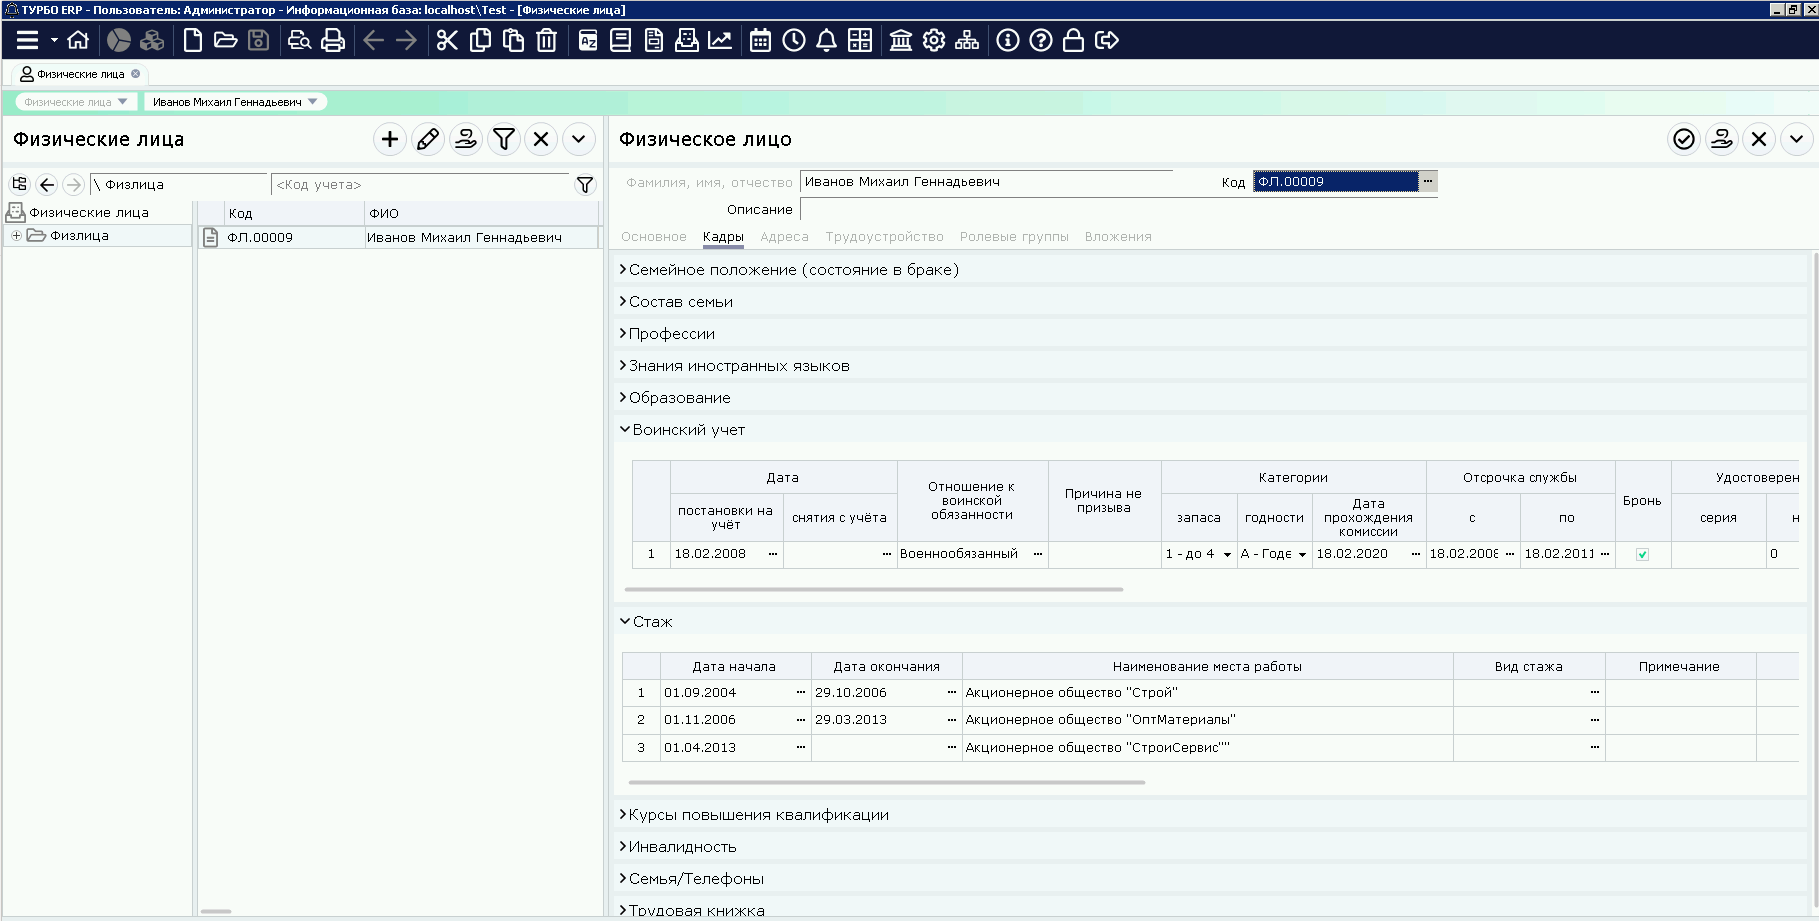 ТУРБО ERP - Пользователь: Администратор - Информационная база: localhost\Test - [Физические лица]
Физические лица
Физические лица
Иванов Михаил Геннадьевич
Физические лица
\ Физлица
<Код учета>
Физические лица
Физлица
Код
ФИО
ФЛ.00009
Иванов Михаил Геннадьевич
Физическое лицо
Фамилия, имя, отчество
Иванов Михаил Геннадьевич
Код
ФЛ.00009
Описание
Основное
Кадры
Адреса
Трудоустройство
Ролевые группы
Вложения
Семейное положение (состояние в браке)
Состав семьи
Профессии
Знания иностранных языков
Образование
Воинский учет
Дата
постановки на учёт
снятия с учёта
Отношение к воинской обязанности
Причина не призыва
Категории
запаса
годности
Дата прохождения комиссии
Отсрочка службы
с
по
Бронь
Удостоверен
серия
н
1
18.02.2008
Военнообязанный
1 - до 4
А - Годе
18.02.2020
18.02.2008
18.02.2011
0
Стаж
Дата начала
Дата окончания
Наименование места работы
Вид стажа
Примечание
1
01.09.2004
29.10.2006
Акционерное общество "Строй"
2
01.11.2006
29.03.2013
Акционерное общество "ОптМатериалы"
3
01.04.2013
Акционерное общество "СтроиСервис""
Курсы повышения квалификации
Инвалидность
Семья/Телефоны
Трудовая книжка